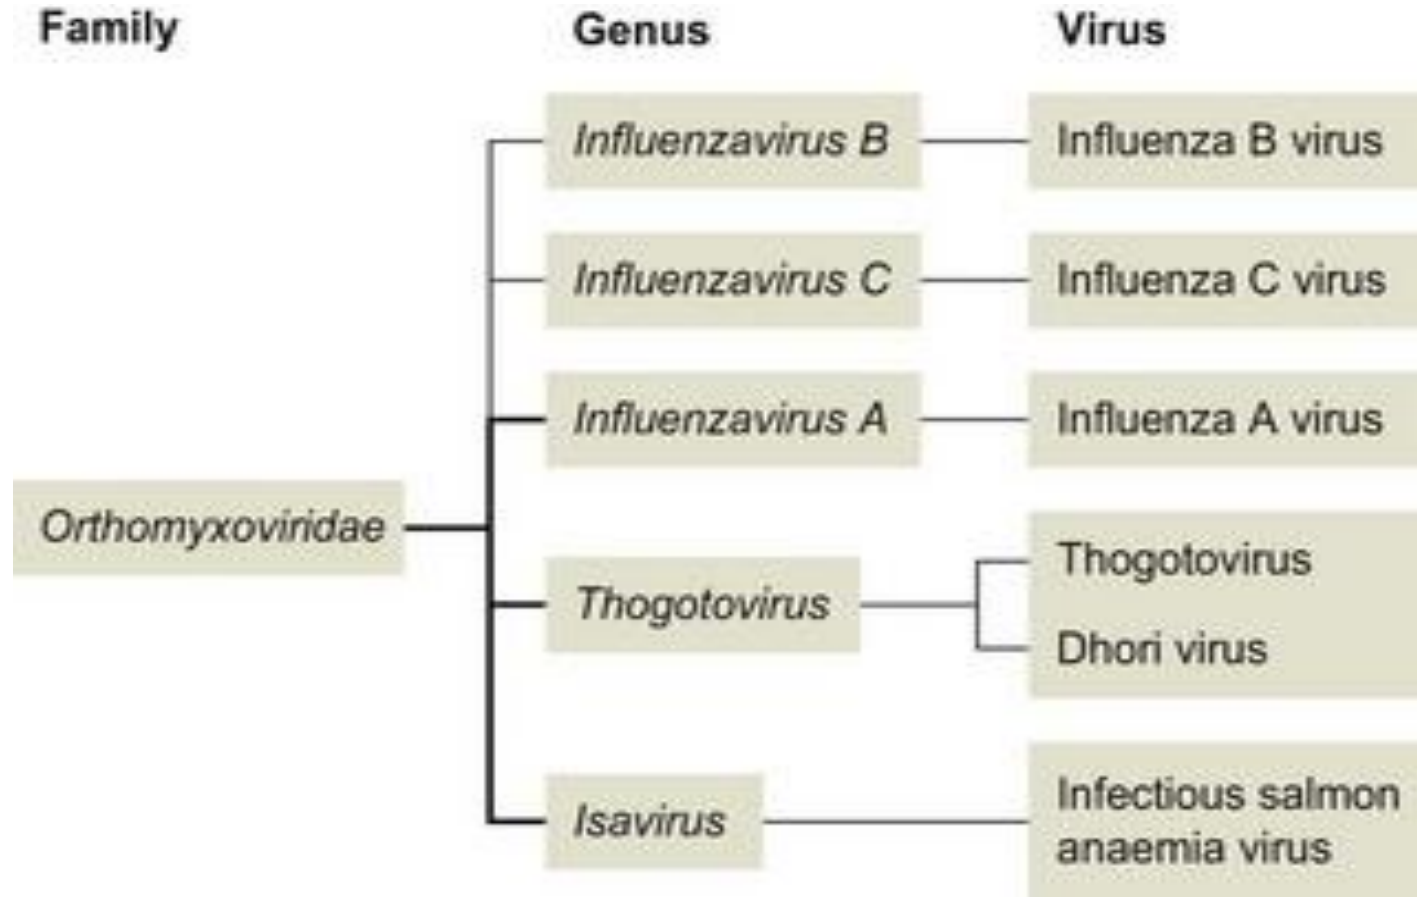 Family Genus Virus
Influenzavirus B Influenza B virus
Influenzavirus C Influenza C virus
Influenzavirus A Influenza A virus
Orthomyxoviridae
Thogotovirus
Thogotovirus
Dhori virus
Isavirus
Infectious salmon
anaemia virus